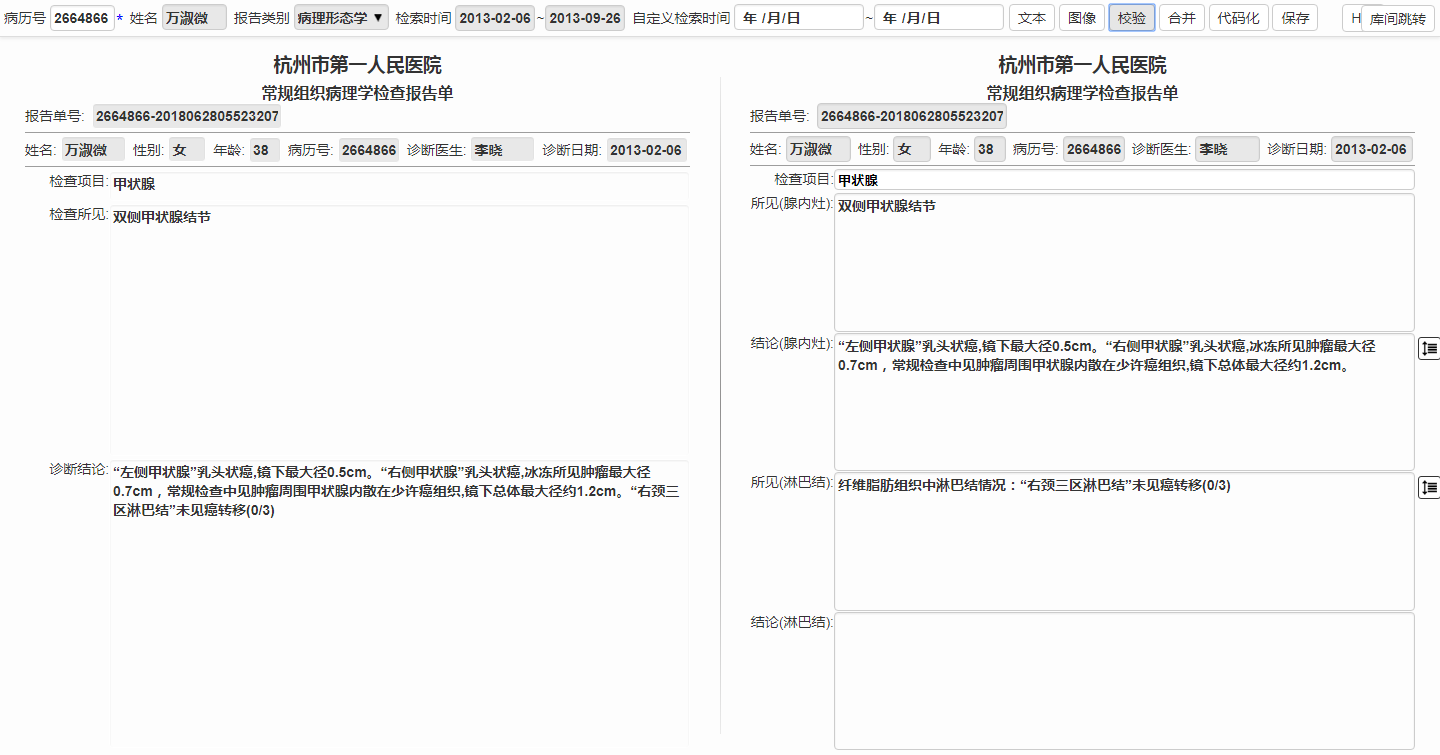 病历号 2664866 * 姓名 万淑微 报告类别 病理形态学 ▼ 检索时间 2013-02-06 ~ 2013-09-26 自定义检索时间 年 /月/日 ~ 年 /月/日 文本 图像 校验 合并 代码化 保存 H 库间跳转
杭州市第一人民医院
常规组织病理学检查报告单
报告单号: 2664866-2018062805523207
姓名: 万淑微 性别: 女 年龄: 38 病历号: 2664866 诊断医生: 李晓 诊断日期: 2013-02-06
检查项目: 甲状腺
检查所见: 双侧甲状腺结节
诊断结论: “左侧甲状腺”乳头状癌,镜下最大径0.5cm。“右侧甲状腺”乳头状癌,冰冻所见肿瘤最大径
0.7cm，常规检查中见肿瘤周围甲状腺内散在少许癌组织,镜下总体最大径约1.2cm。“右颈三
区淋巴结”未见癌转移(0/3)
杭州市第一人民医院
常规组织病理学检查报告单
报告单号: 2664866-2018062805523207
姓名: 万淑微 性别: 女 年龄: 38 病历号: 2664866 诊断医生: 李晓 诊断日期: 2013-02-06
检查项目: 甲状腺
所见(腺内灶): 双侧甲状腺结节
结论(腺内灶): “左侧甲状腺”乳头状癌,镜下最大径0.5cm。“右侧甲状腺”乳头状癌,冰冻所见肿瘤最大径
0.7cm，常规检查中见肿瘤周围甲状腺内散在少许癌组织,镜下总体最大径约1.2cm。
所见(淋巴结): 纤维脂肪组织中淋巴结情况：“右颈三区淋巴结”未见癌转移(0/3)
结论(淋巴结):